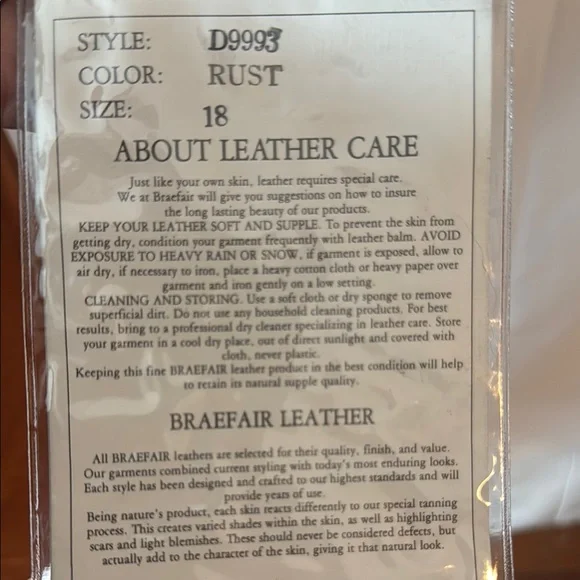 STYLE: D9993
COLOR: RUST
SIZE: 18
ABOUT LEATHER CARE
Just like your own skin, leather requires special care.
We at Braefair will give you suggestions on how to insure
the long lasting beauty of our products.
KEEP YOUR LEATHER SOFT AND SUPPLE. To prevent the skin from
getting dry, condition your garment frequently with leather balm. AVOID
EXPOSURE TO HEAVY RAIN OR SNOW, if garment is exposed, allow to
air dry, if necessary to iron, place a heavy cotton cloth or heavy paper over
garment and iron gently on a low setting.
CLEANING AND STORING. Use a soft cloth or dry sponge to remove
superficial dirt. Do not use any household cleaning products. For best
results, bring to a professional dry cleaner specializing in leather care. Store
your garment in a cool dry place, out of direct sunlight and covered with
cloth, never plastic.
Keeping this fine BRAEFAIR leather product in the best condition will help
to retain its natural supple quality.
BRAEFAIR LEATHER
All BRAEFAIR leathers are selected for their quality, finish, and value.
Our garments combined current styling with today's most enduring looks.
Each style has been designed and crafted to our highest standards and will
provide years of use.
Being nature's product, each skin reacts differently to our special tanning
process. This creates varied shades within the skin, as well as highlighting
scars and light blemishes. These should never be considered defects, but
actually add to the character of the skin, giving it that natural look.